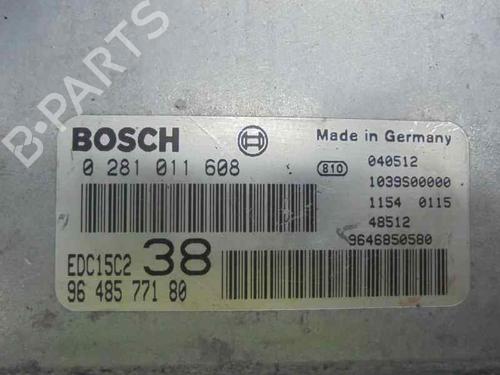 B-PARTS
BOSCH
Made in Germany
0 281 011 608
810
040512
1039S00000
1154 0115
48512
9646850580
EDC15C2 38
96 485 771 80